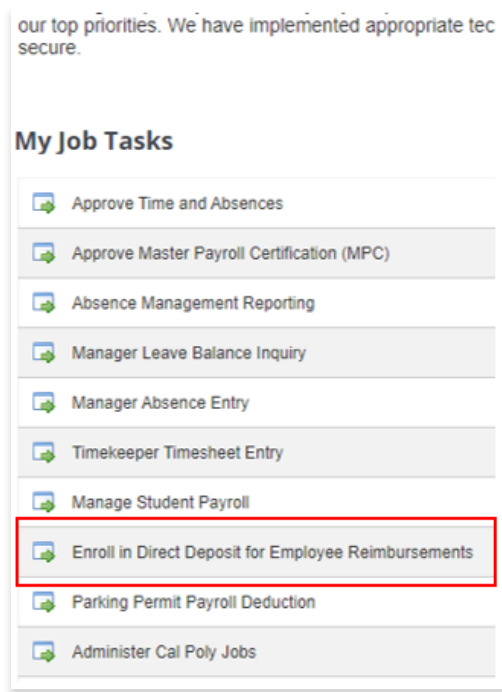 our top priorities. We have implemented appropriate tec
secure.
My Job Tasks
Approve Time and Absences
Approve Master Payroll Certification (MPC)
Absence Management Reporting
Manager Leave Balance Inquiry
Manager Absence Entry
Timekeeper Timesheet Entry
Manage Student Payroll
Enroll in Direct Deposit for Employee Reimbursements
Parking Permit Payroll Deduction
Administer Cal Poly Jobs